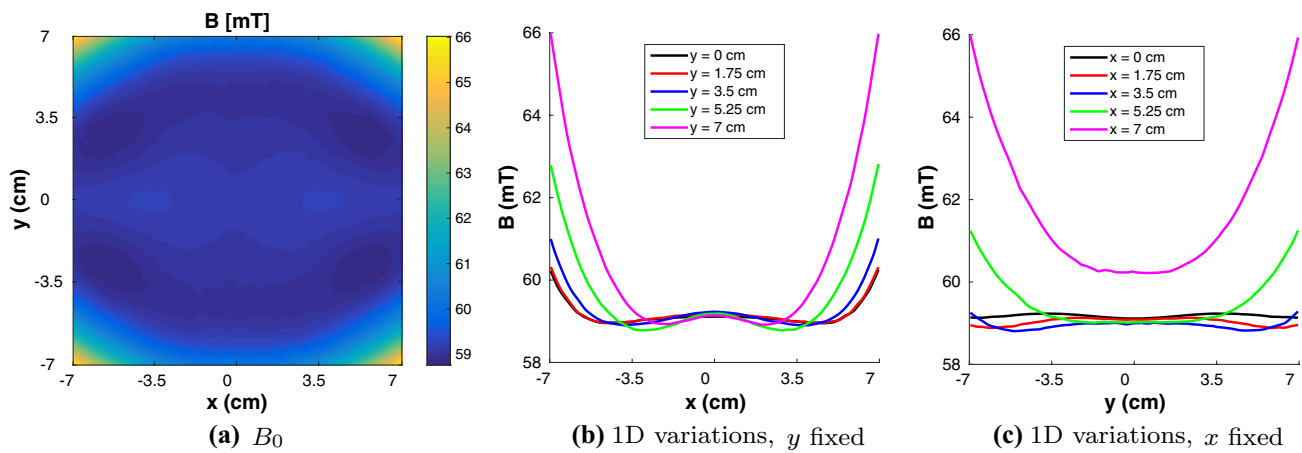 B [mT]
7
3.5
0
-3.5
-7
y (cm)
-7
-3.5
0
3.5
7
x (cm)
66
65
64
63
62
61
60
59
(a) B0
66
64
62
60
58
B (mT)
y = 0 cm
y = 1.75 cm
y = 3.5 cm
y = 5.25 cm
y = 7 cm
-7
-3.5
0
3.5
7
x (cm)
(b) 1D variations, y fixed
66
64
62
60
58
B (mT)
x = 0 cm
x = 1.75 cm
x = 3.5 cm
x = 5.25 cm
x = 7 cm
-7
-3.5
0
3.5
7
y (cm)
(c) 1D variations, x fixed